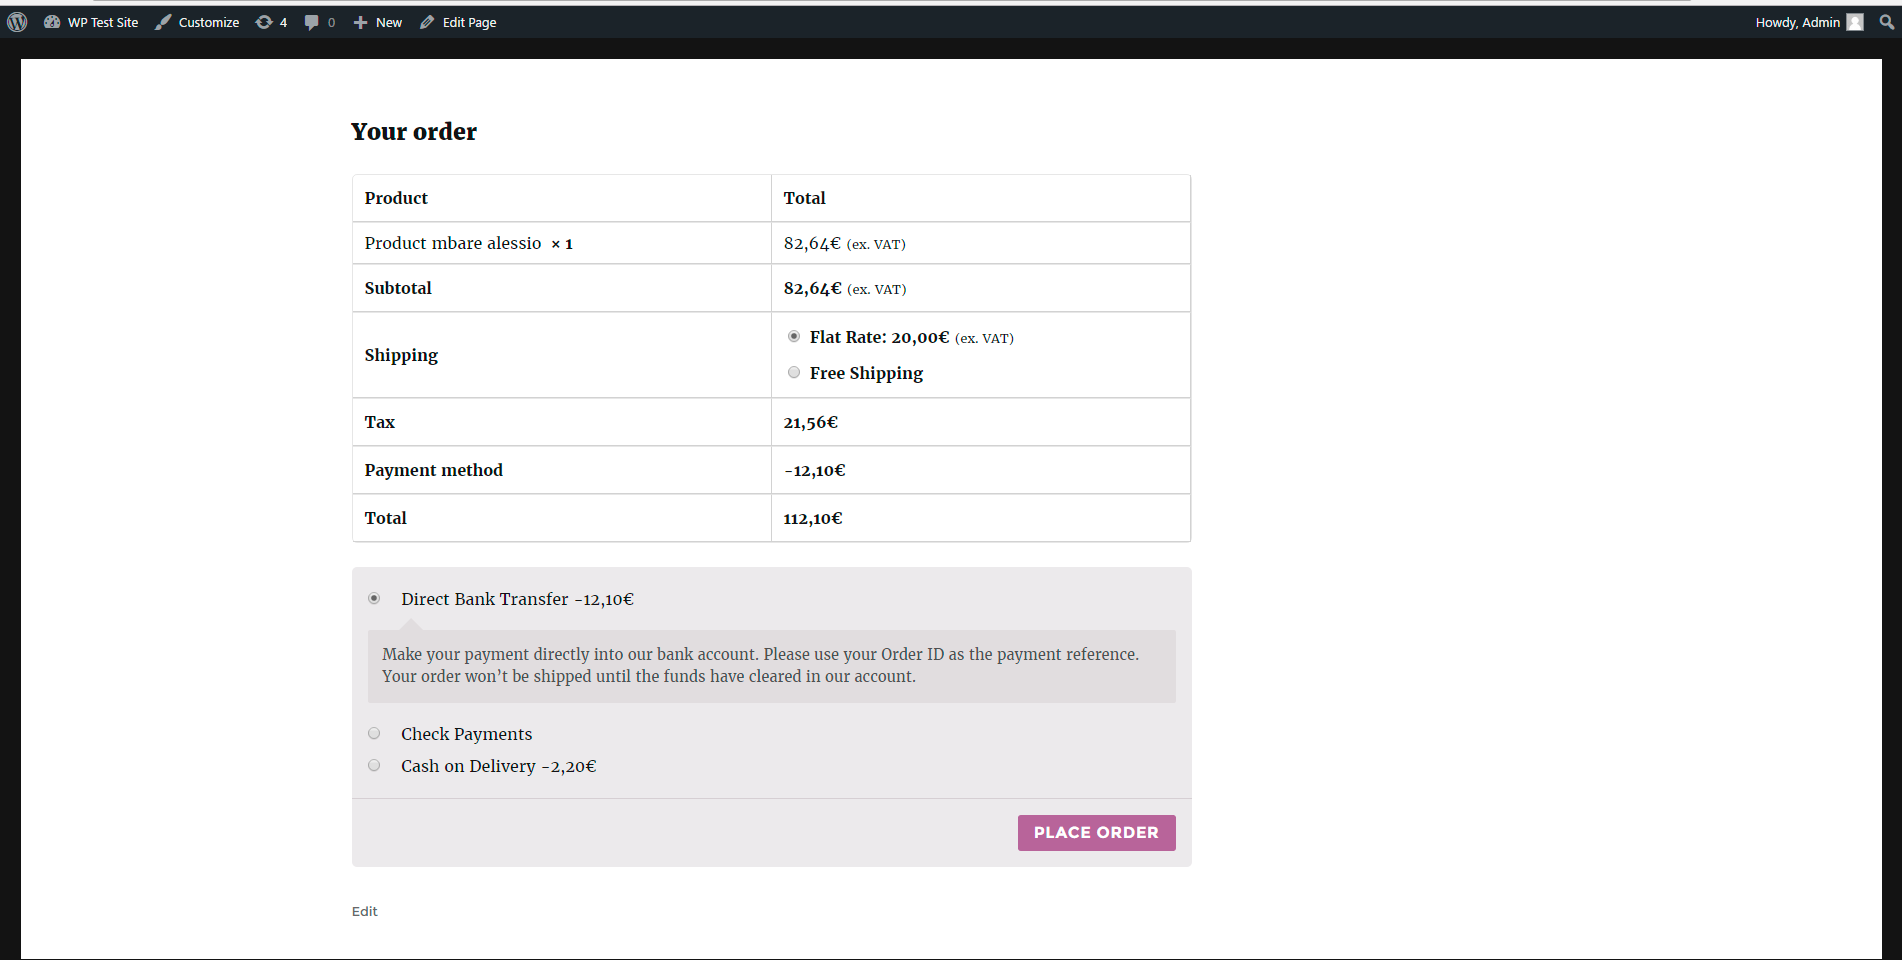 WP Test Site Customize 4 0 New Edit Page Howdy, Admin
Your order
Product Total
Product mbare alessio × 1 82,64€ (ex. VAT)
Subtotal 82,64€ (ex. VAT)
Shipping
Flat Rate: 20,00€ (ex. VAT)
Free Shipping
Tax 21,56€
Payment method -12,10€
Total 112,10€
Direct Bank Transfer -12,10€
Make your payment directly into our bank account. Please use your Order ID as the payment reference.
Your order won’t be shipped until the funds have cleared in our account.
Check Payments
Cash on Delivery -2,20€
PLACE ORDER
Edit